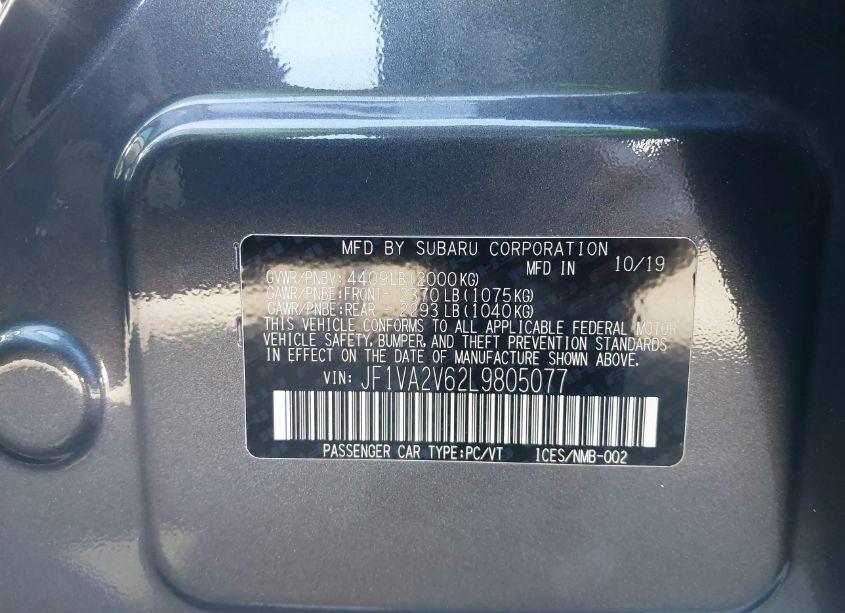 MFD BY SUBARU CORPORATION
MFD IN 10/19
GVWR/PNBV: 4409LB(2000KG)
GAWR/PNBE:FRONT- 2370LB(1075KG)
GAWR/PNBE:REAR - 2293LB(1040KG)
THIS VEHICLE CONFORMS TO ALL APPLICABLE FEDERAL MOTOR
VEHICLE SAFETY, BUMPER, AND THEFT PREVENTION STANDARDS
IN EFFECT ON THE DATE OF MANUFACTURE SHOWN ABOVE.
VIN: JF1VA2V62L9805077
PASSENGER CAR TYPE:PC/VT ICES/NMB-002